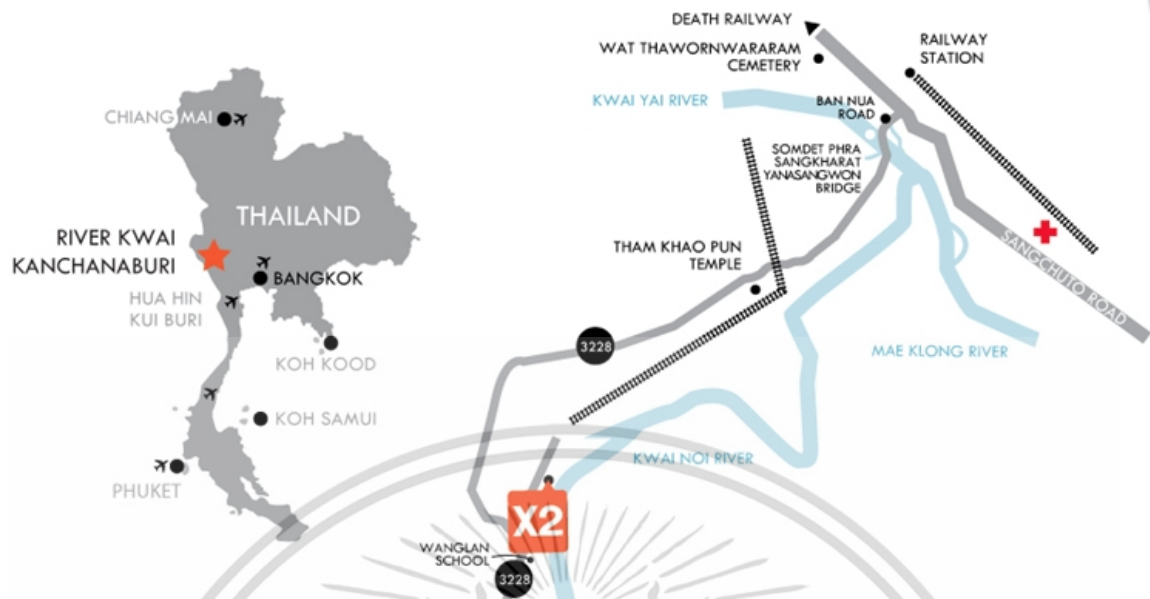 CHIANG MAI
THAILAND
RIVER KWAI
KANCHANABURI
BANGKOK
HUA HIN
KUI BURI
KOH KOOD
KOH SAMUI
PHUKET
DEATH RAILWAY
WAT THAWORNWARARAM
CEMETERY
RAILWAY
STATION
KWAI YAI RIVER
BAN NUA
ROAD
SOMDET PHRA
SANGKHARAT
YANASANGWON
BRIDGE
THAM KHAO PUN
TEMPLE
SANGCHUTO ROAD
3228
MAE KLONG RIVER
KWAI NOI RIVER
X2
WANGLAN
SCHOOL
3228